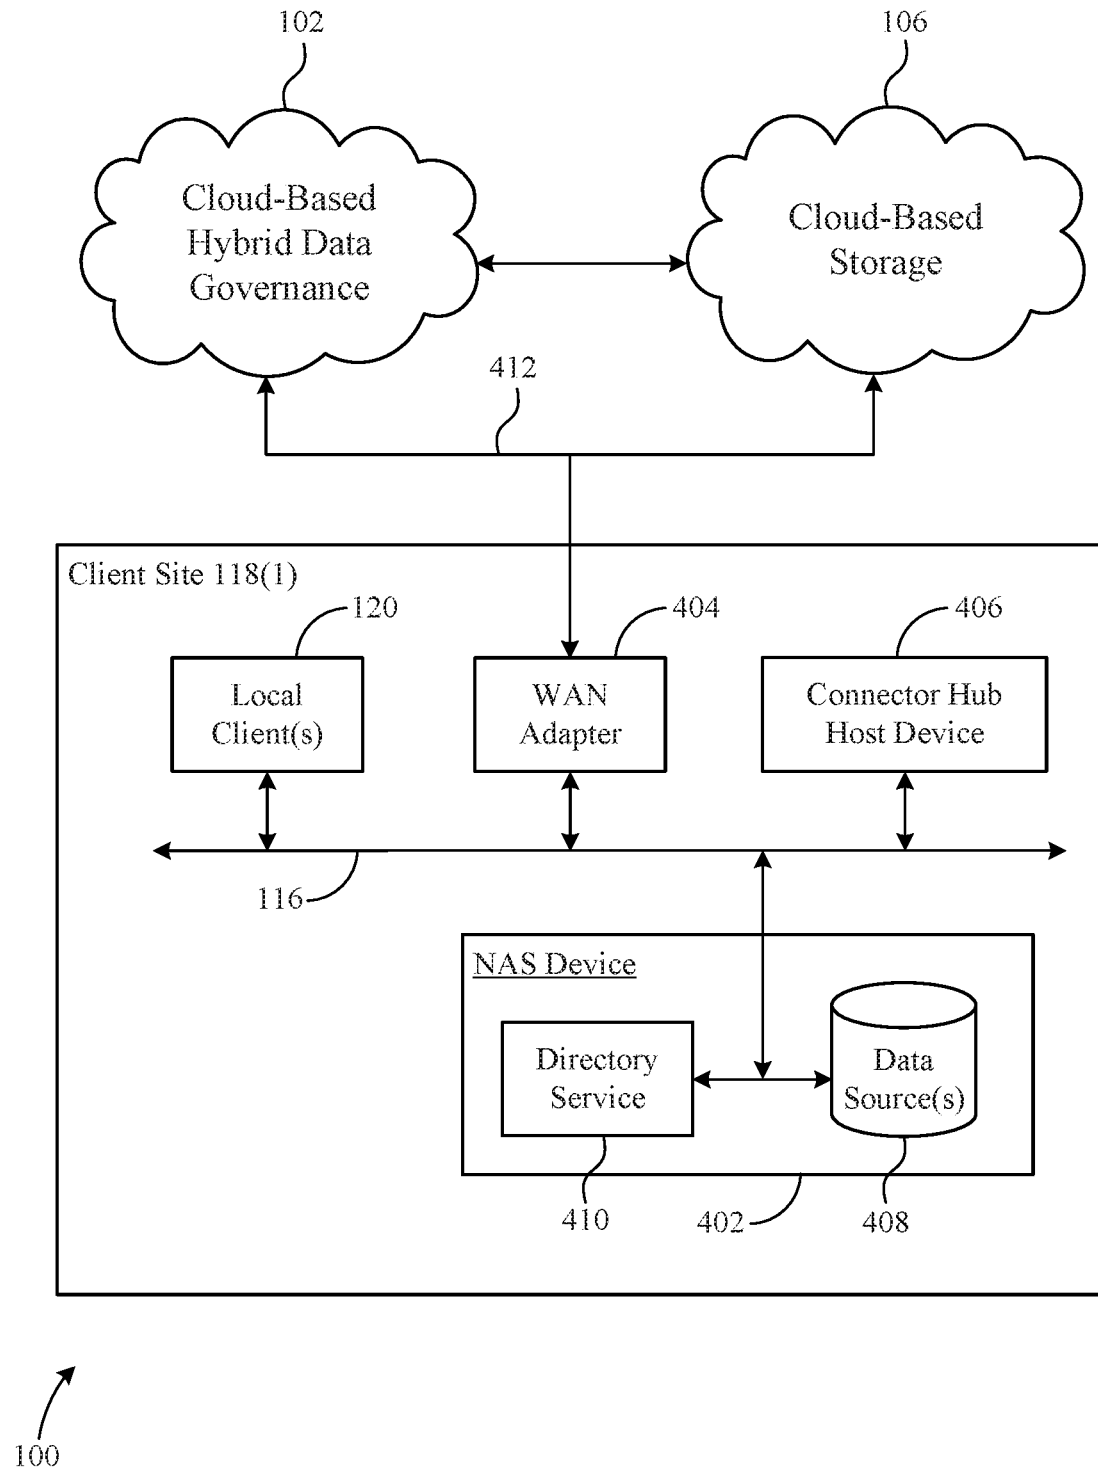 102
106
Cloud-Based
Hybrid Data
Governance
Cloud-Based
Storage
412
Client Site 118(1)
120
404
406
Local
Client(s)
WAN
Adapter
Connector Hub
Host Device
116
NAS Device
Directory
Service
Data
Source(s)
410
402
408
100